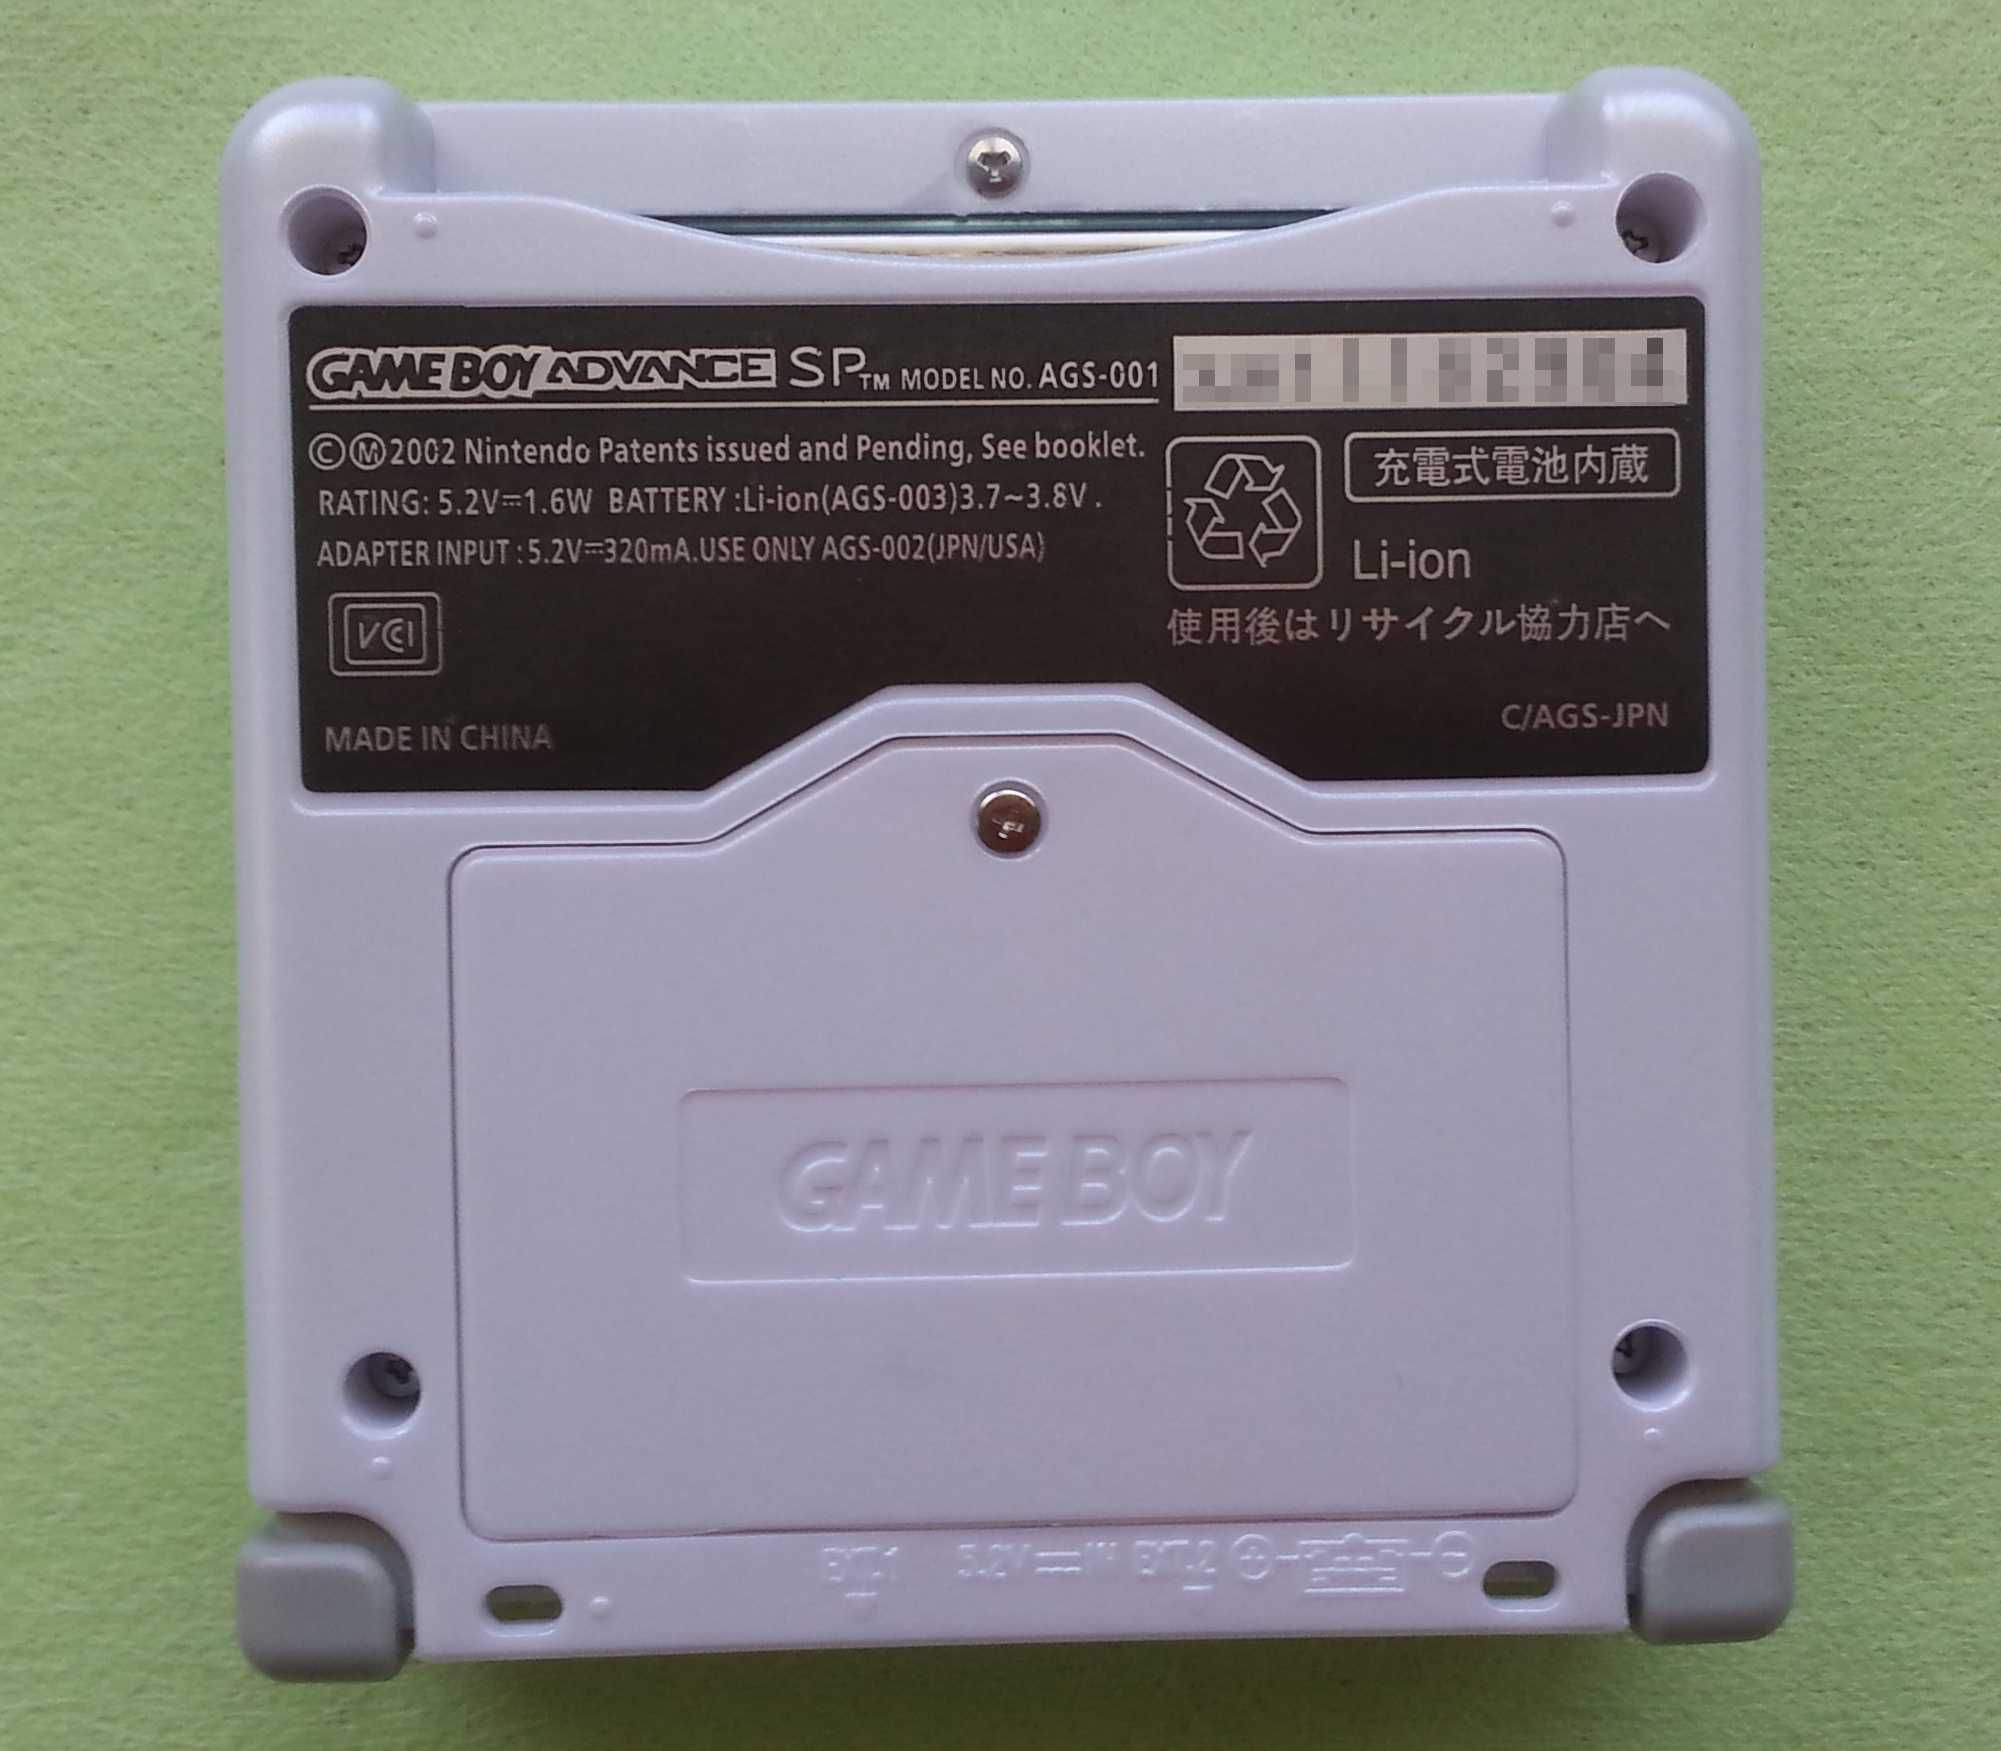 GAME BOY ADVANCE SP™ MODEL NO. AGS-001
ⒸⓂ2002 Nintendo Patents issued and Pending, See booklet.
RATING: 5.2V⎓1.6W BATTERY :Li-ion(AGS-003)3.7~3.8V .
ADAPTER INPUT : 5.2V⎓320mA.USE ONLY AGS-002(JPN/USA)
VCI
MADE IN CHINA
充電式電池内蔵
Li-ion
使用後はリサイクル協力店へ
C/AGS-JPN
GAME BOY
EXT.1 5.2V⎓IN EXT.2